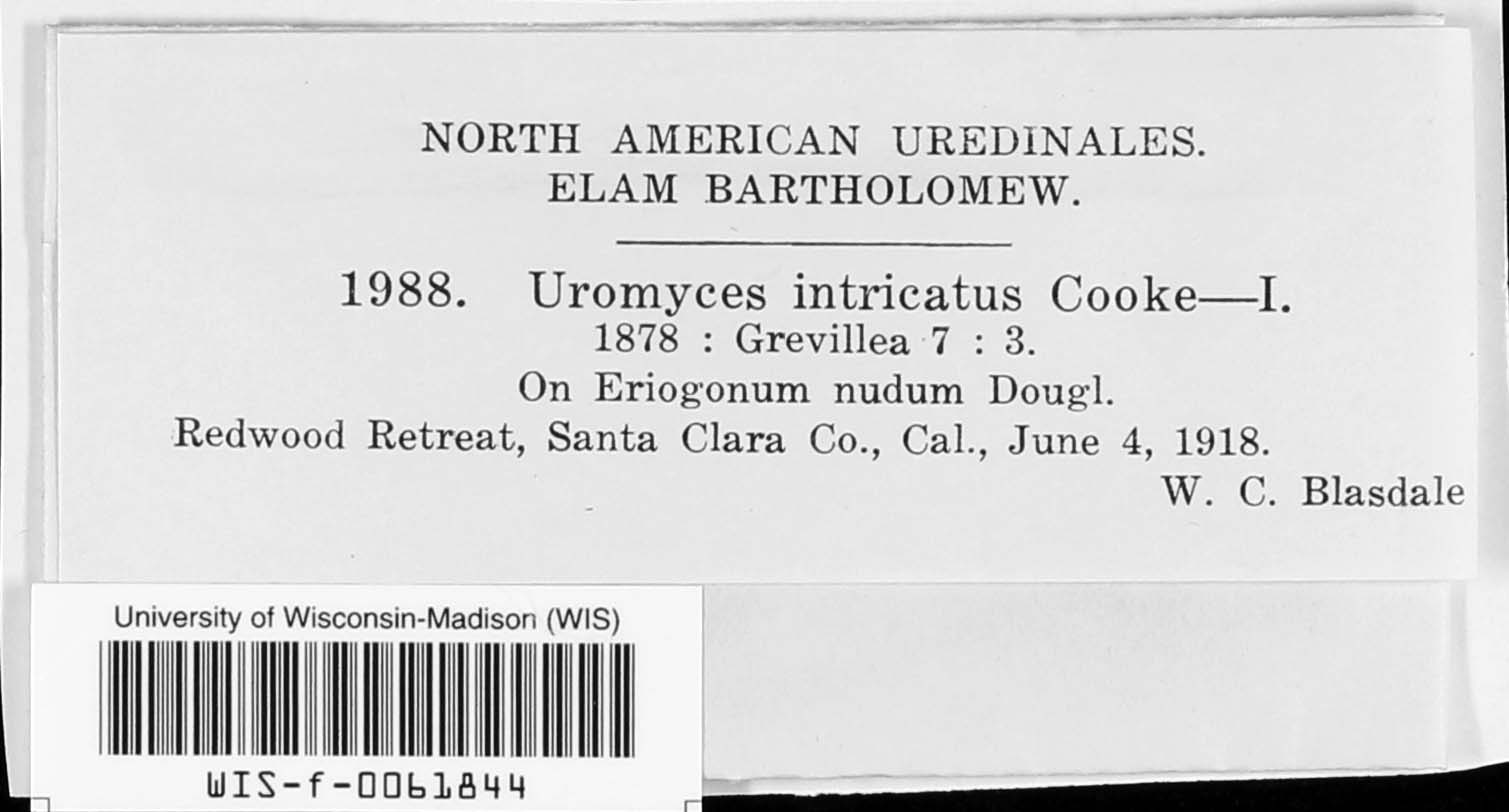 NORTH AMERICAN UREDINALES.
ELAM BARTHOLOMEW.
1988. Uromyces intricatus Cooke—I.
1878 : Grevillea 7 : 3.
On Eriogonum nudum Dougl.
Redwood Retreat, Santa Clara Co., Cal., June 4, 1918.
W. C. Blasdale
University of Wisconsin-Madison (WIS)
WIS-f-0061844